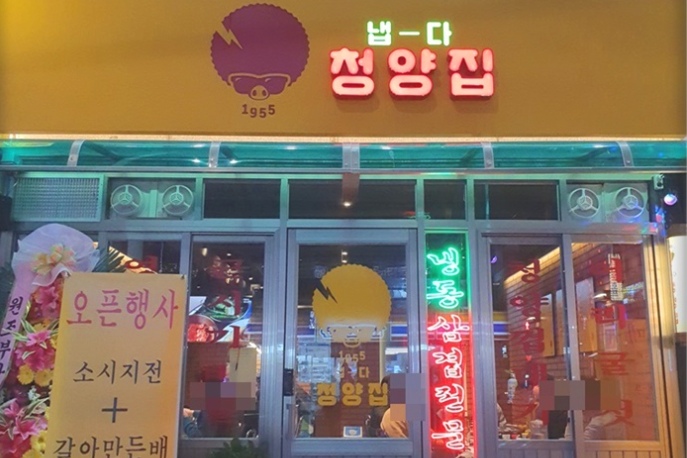 냅-다
청양집
1955
냉동삼겹전문
1955
냅-다
청양집
오픈행사
소시지전
+
갈아만든배